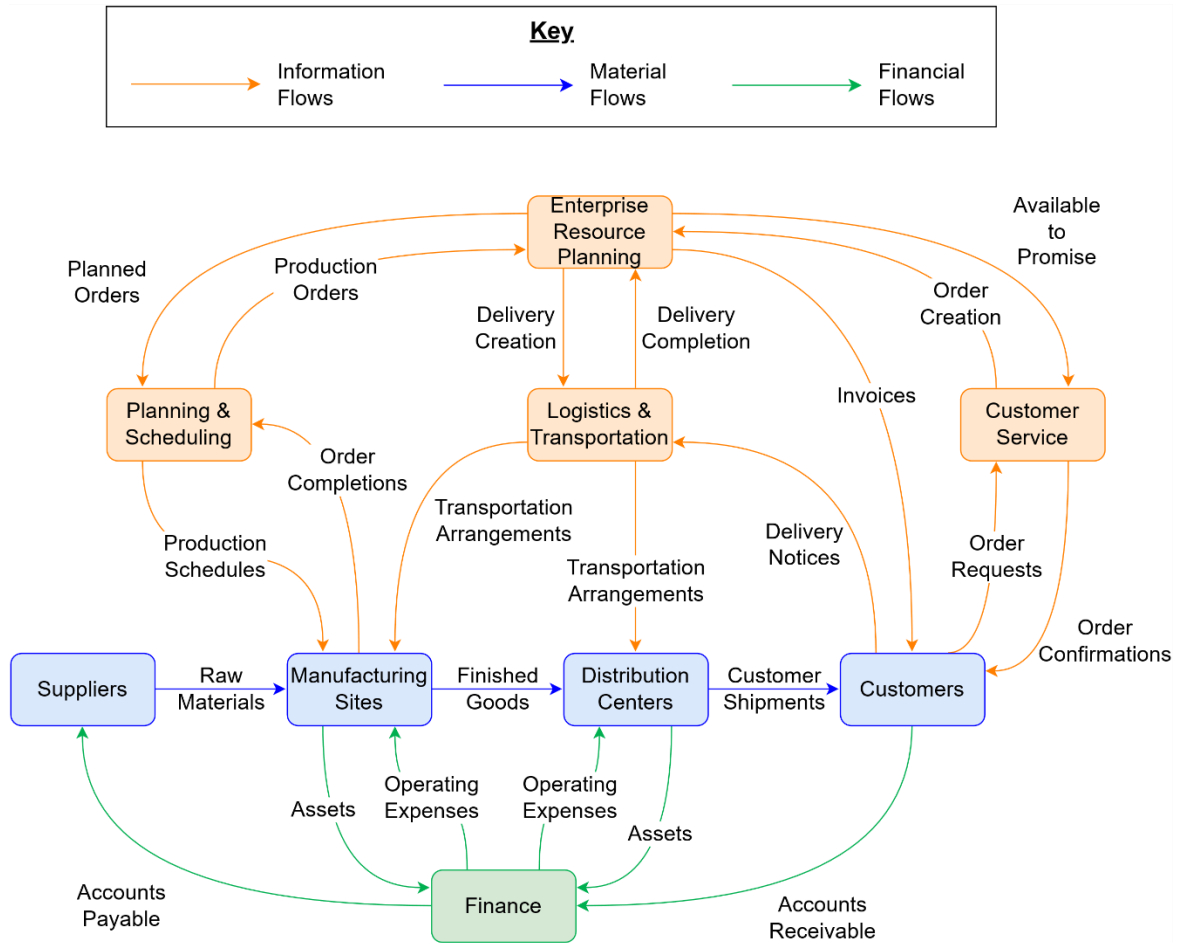 Key
Information
Flows
Material
Flows
Financial
Flows
Enterprise
Resource
Planning
Available
to
Promise
Planned
Orders
Production
Orders
Order
Creation
Delivery
Creation
Delivery
Completion
Invoices
Planning &
Scheduling
Logistics &
Transportation
Customer
Service
Order
Completions
Transportation
Arrangements
Delivery
Notices
Order
Requests
Production
Schedules
Transportation
Arrangements
Order
Confirmations
Suppliers
Raw
Materials
Manufacturing
Sites
Finished
Goods
Distribution
Centers
Customer
Shipments
Customers
Assets
Operating
Expenses
Operating
Expenses
Assets
Accounts
Payable
Finance
Accounts
Receivable